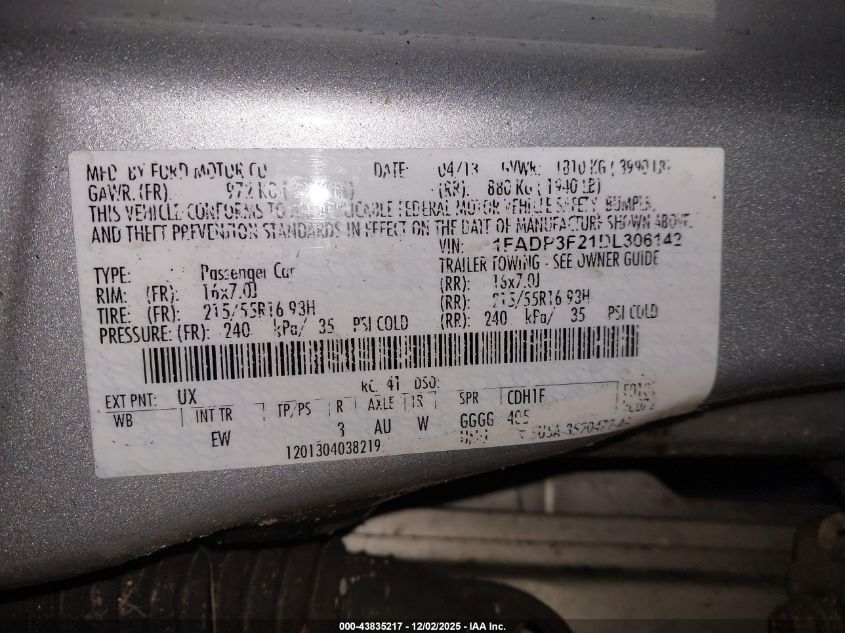 MFD. BY FORD MOTOR CO DATE: 04/13 GVWR: 1810 KG ( 3990 LB)
GAWR: (FR): 972 KG ( (RR): 880 KG ( 1940 LB)
THIS VEHICLE CONFORMS TO ALL APPLICABLE FEDERAL MOTOR VEHICLE SAFETY, BUMPER,
AND THEFT PREVENTION STANDARDS IN EFFECT ON THE DATE OF MANUFACTURE SHOWN ABOVE.
VIN: 1FADP3F21DL306142
TYPE: Passenger Car TRAILER TOWING - SEE OWNER GUIDE
RIM: (FR): 16x7.0J (RR): 16x7.0J
TIRE: (FR): 215/55R16 93H (RR): 215/55R16 93H
PRESSURE: (FR): 240 kPa/ 35 PSI COLD (RR): 240 kPa/ 35 PSI COLD
EXT PNT: UX RC: 41 DSO:
WB INT TR TP/PS R AXLE TR SPR CDH1F
EW 3 AU W GGGG 405
1201304038219
000-43835217 - 12/02/2025 - IAA Inc.